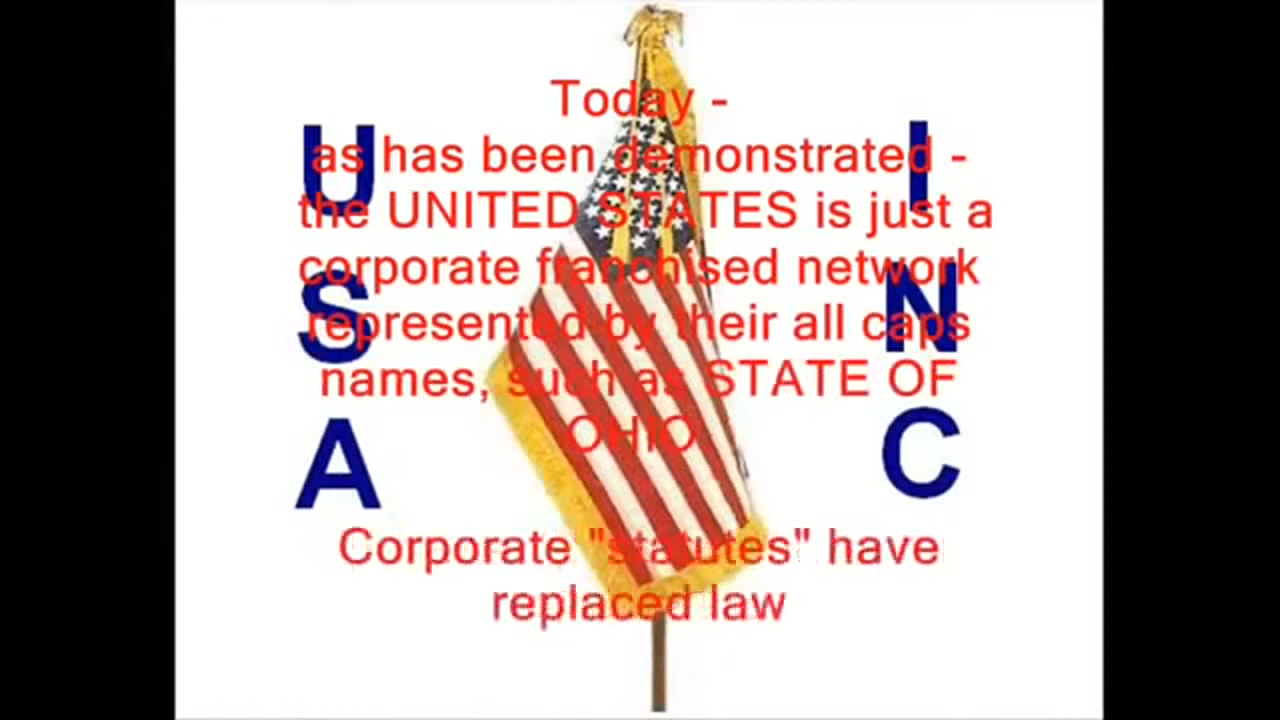 Today -
as has been demonstrated -
the UNITED STATES is just a
corporate franchised network
represented by their all caps
names, such as STATE OF
OHIO
Corporate "statutes" have
replaced law
U
S
A
I
N
C